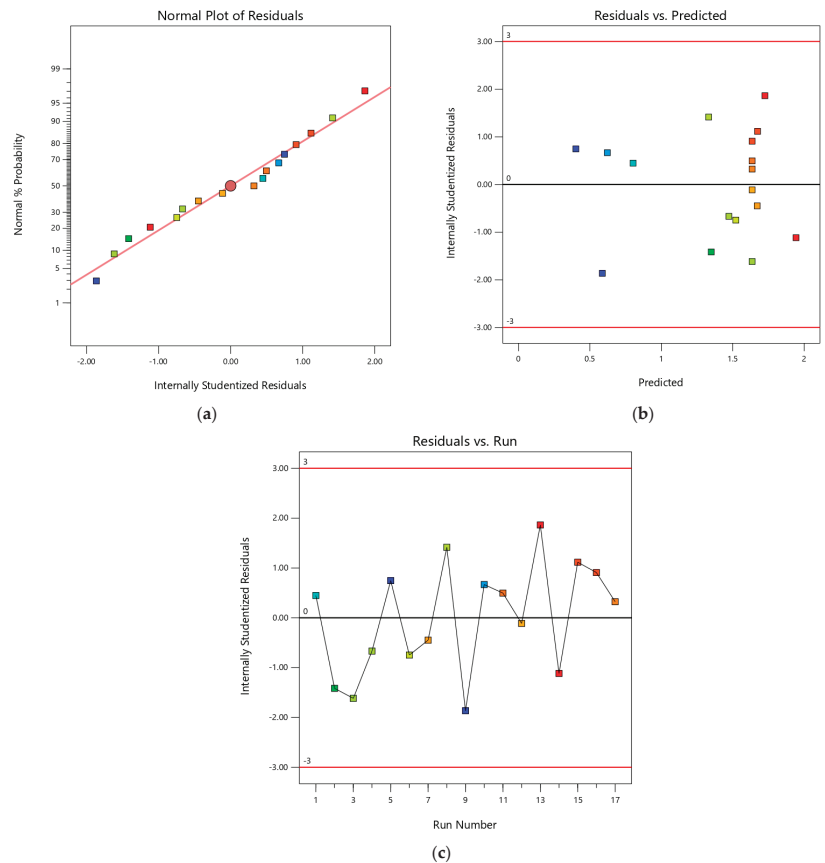 Normal Plot of Residuals
Normal % Probability
99
95
90
80
70
50
30
20
10
5
1
-2.00 -1.00 0.00 1.00 2.00
Internally Studentized Residuals
(a)
Residuals vs. Predicted
Internally Studentized Residuals
3.00
2.00
1.00
0.00
-1.00
-2.00
-3.00
3
0
-3
0 0.5 1 1.5 2
Predicted
(b)
Residuals vs. Run
Internally Studentized Residuals
3.00
2.00
1.00
0.00
-1.00
-2.00
-3.00
3
0
-3
1 3 5 7 9 11 13 15 17
Run Number
(c)